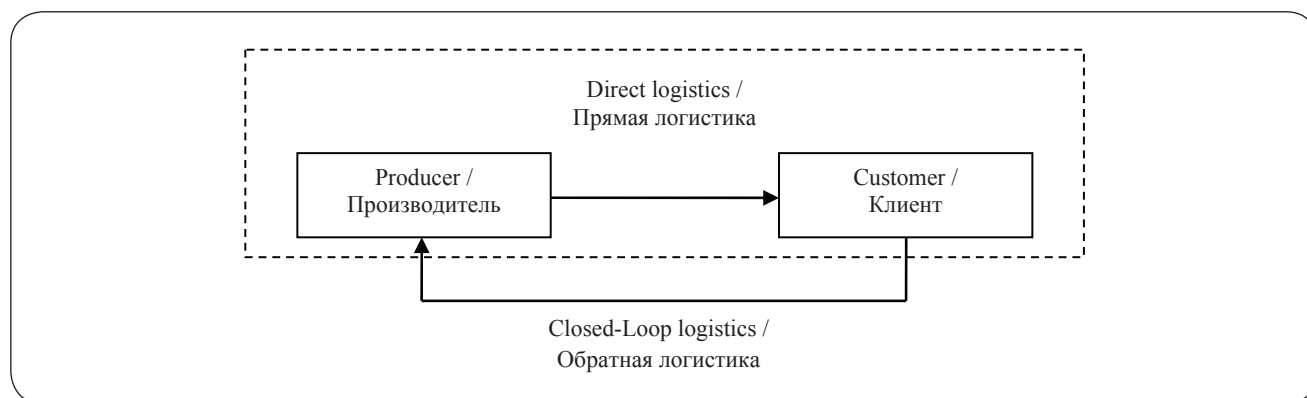 Direct logistics /
Прямая логистика
Producer /
Производитель
Customer /
Клиент
Closed-Loop logistics /
Обратная логистика